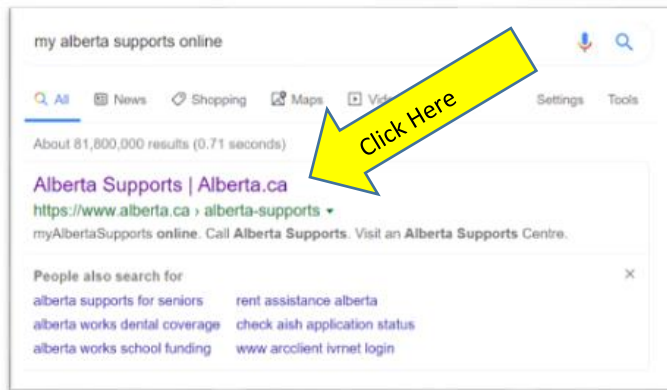 my alberta supports online
All News Shopping Maps Settings Tools
Click Here
About 81,800,000 results (0.71 seconds)
Alberta Supports | Alberta.ca
https://www.alberta.ca › alberta-supports
myAlbertaSupports online. Call Alberta Supports. Visit an Alberta Supports Centre.
People also search for
alberta supports for seniors rent assistance alberta
alberta works dental coverage check aish application status
alberta works school funding www arcclient ivrnet login